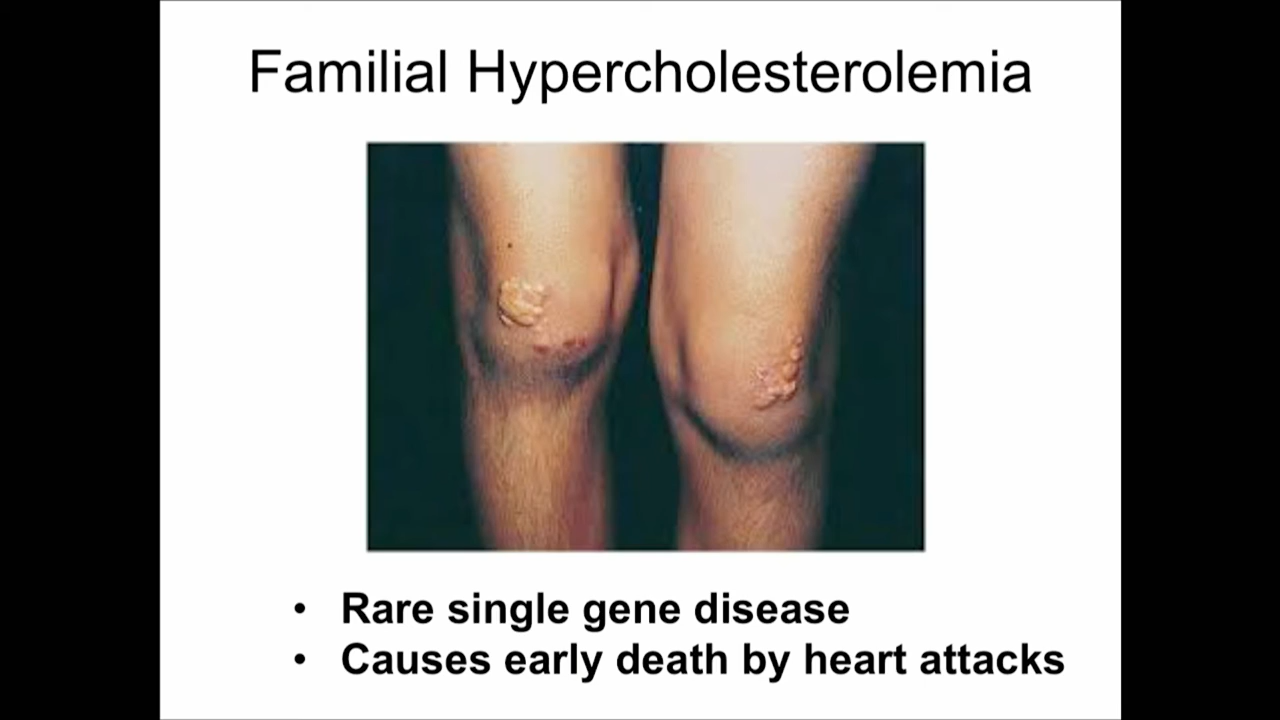 Familial Hypercholesterolemia
• Rare single gene disease
• Causes early death by heart attacks